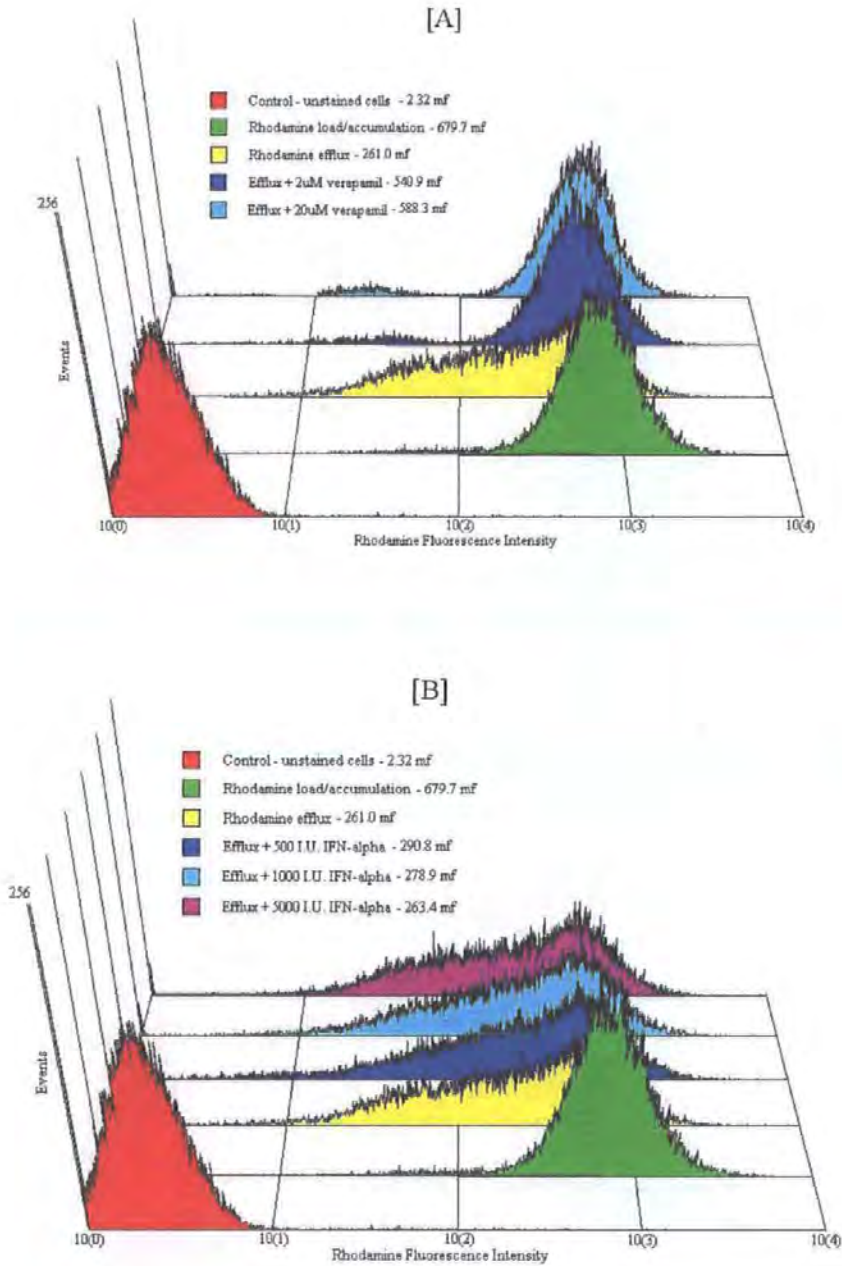 [A]
Control - unstained cells - 2.32 mf
Rhodamine load/accumulation - 679.7 mf
Rhodamine efflux - 261.0 mf
Efflux + 2uM verapamil - 540.9 mf
Efflux + 20uM verapamil - 588.3 mf
256
Events
10(0) 10(1) 10(2) 10(3) 10(4)
Rhodamine Fluorescence Intensity
[B]
Control - unstained cells - 2.32 mf
Rhodamine load/accumulation - 679.7 mf
Rhodamine efflux - 261.0 mf
Efflux + 500 I.U. IFN-alpha - 290.8 mf
Efflux + 1000 I.U. IFN-alpha - 278.9 mf
Efflux + 5000 I.U. IFN-alpha - 263.4 mf
256
Events
10(0) 10(1) 10(2) 10(3) 10(4)
Rhodamine Fluorescence Intensity